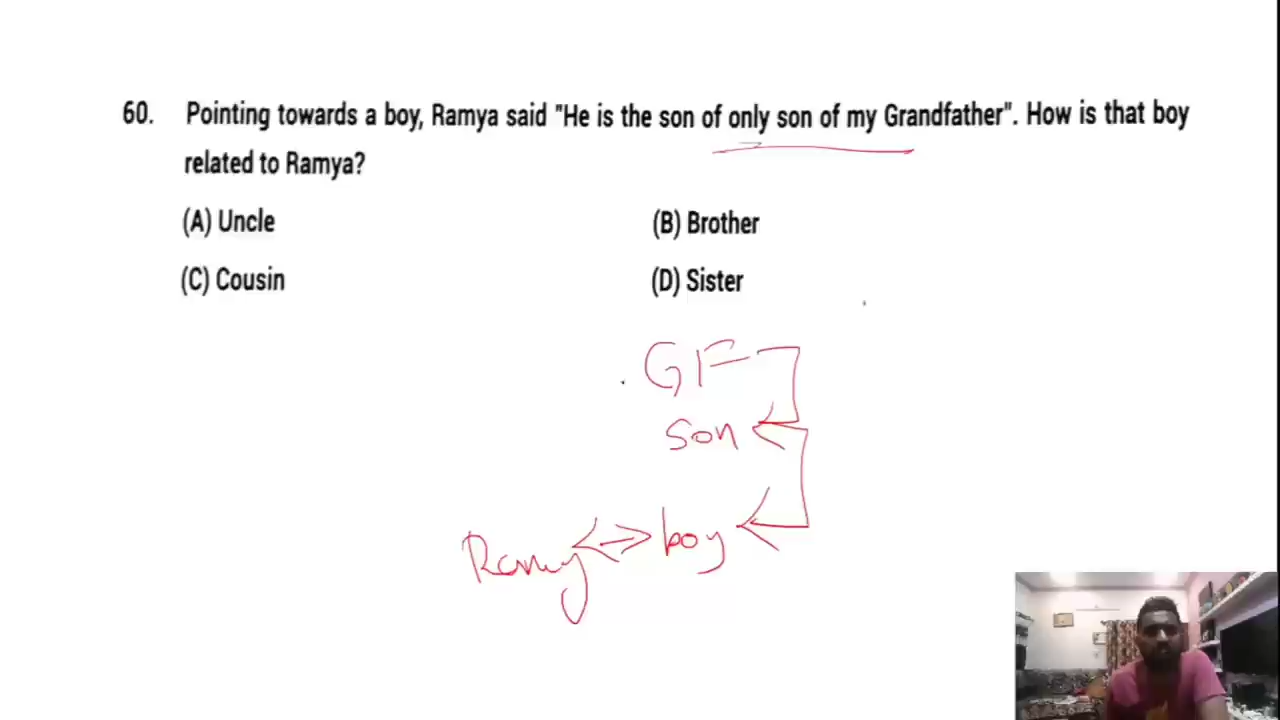 60. Pointing towards a boy, Ramya said "He is the son of only son of my Grandfather". How is that boy
related to Ramya?
(A) Uncle (B) Brother
(C) Cousin (D) Sister
GF
son
Ramy boy